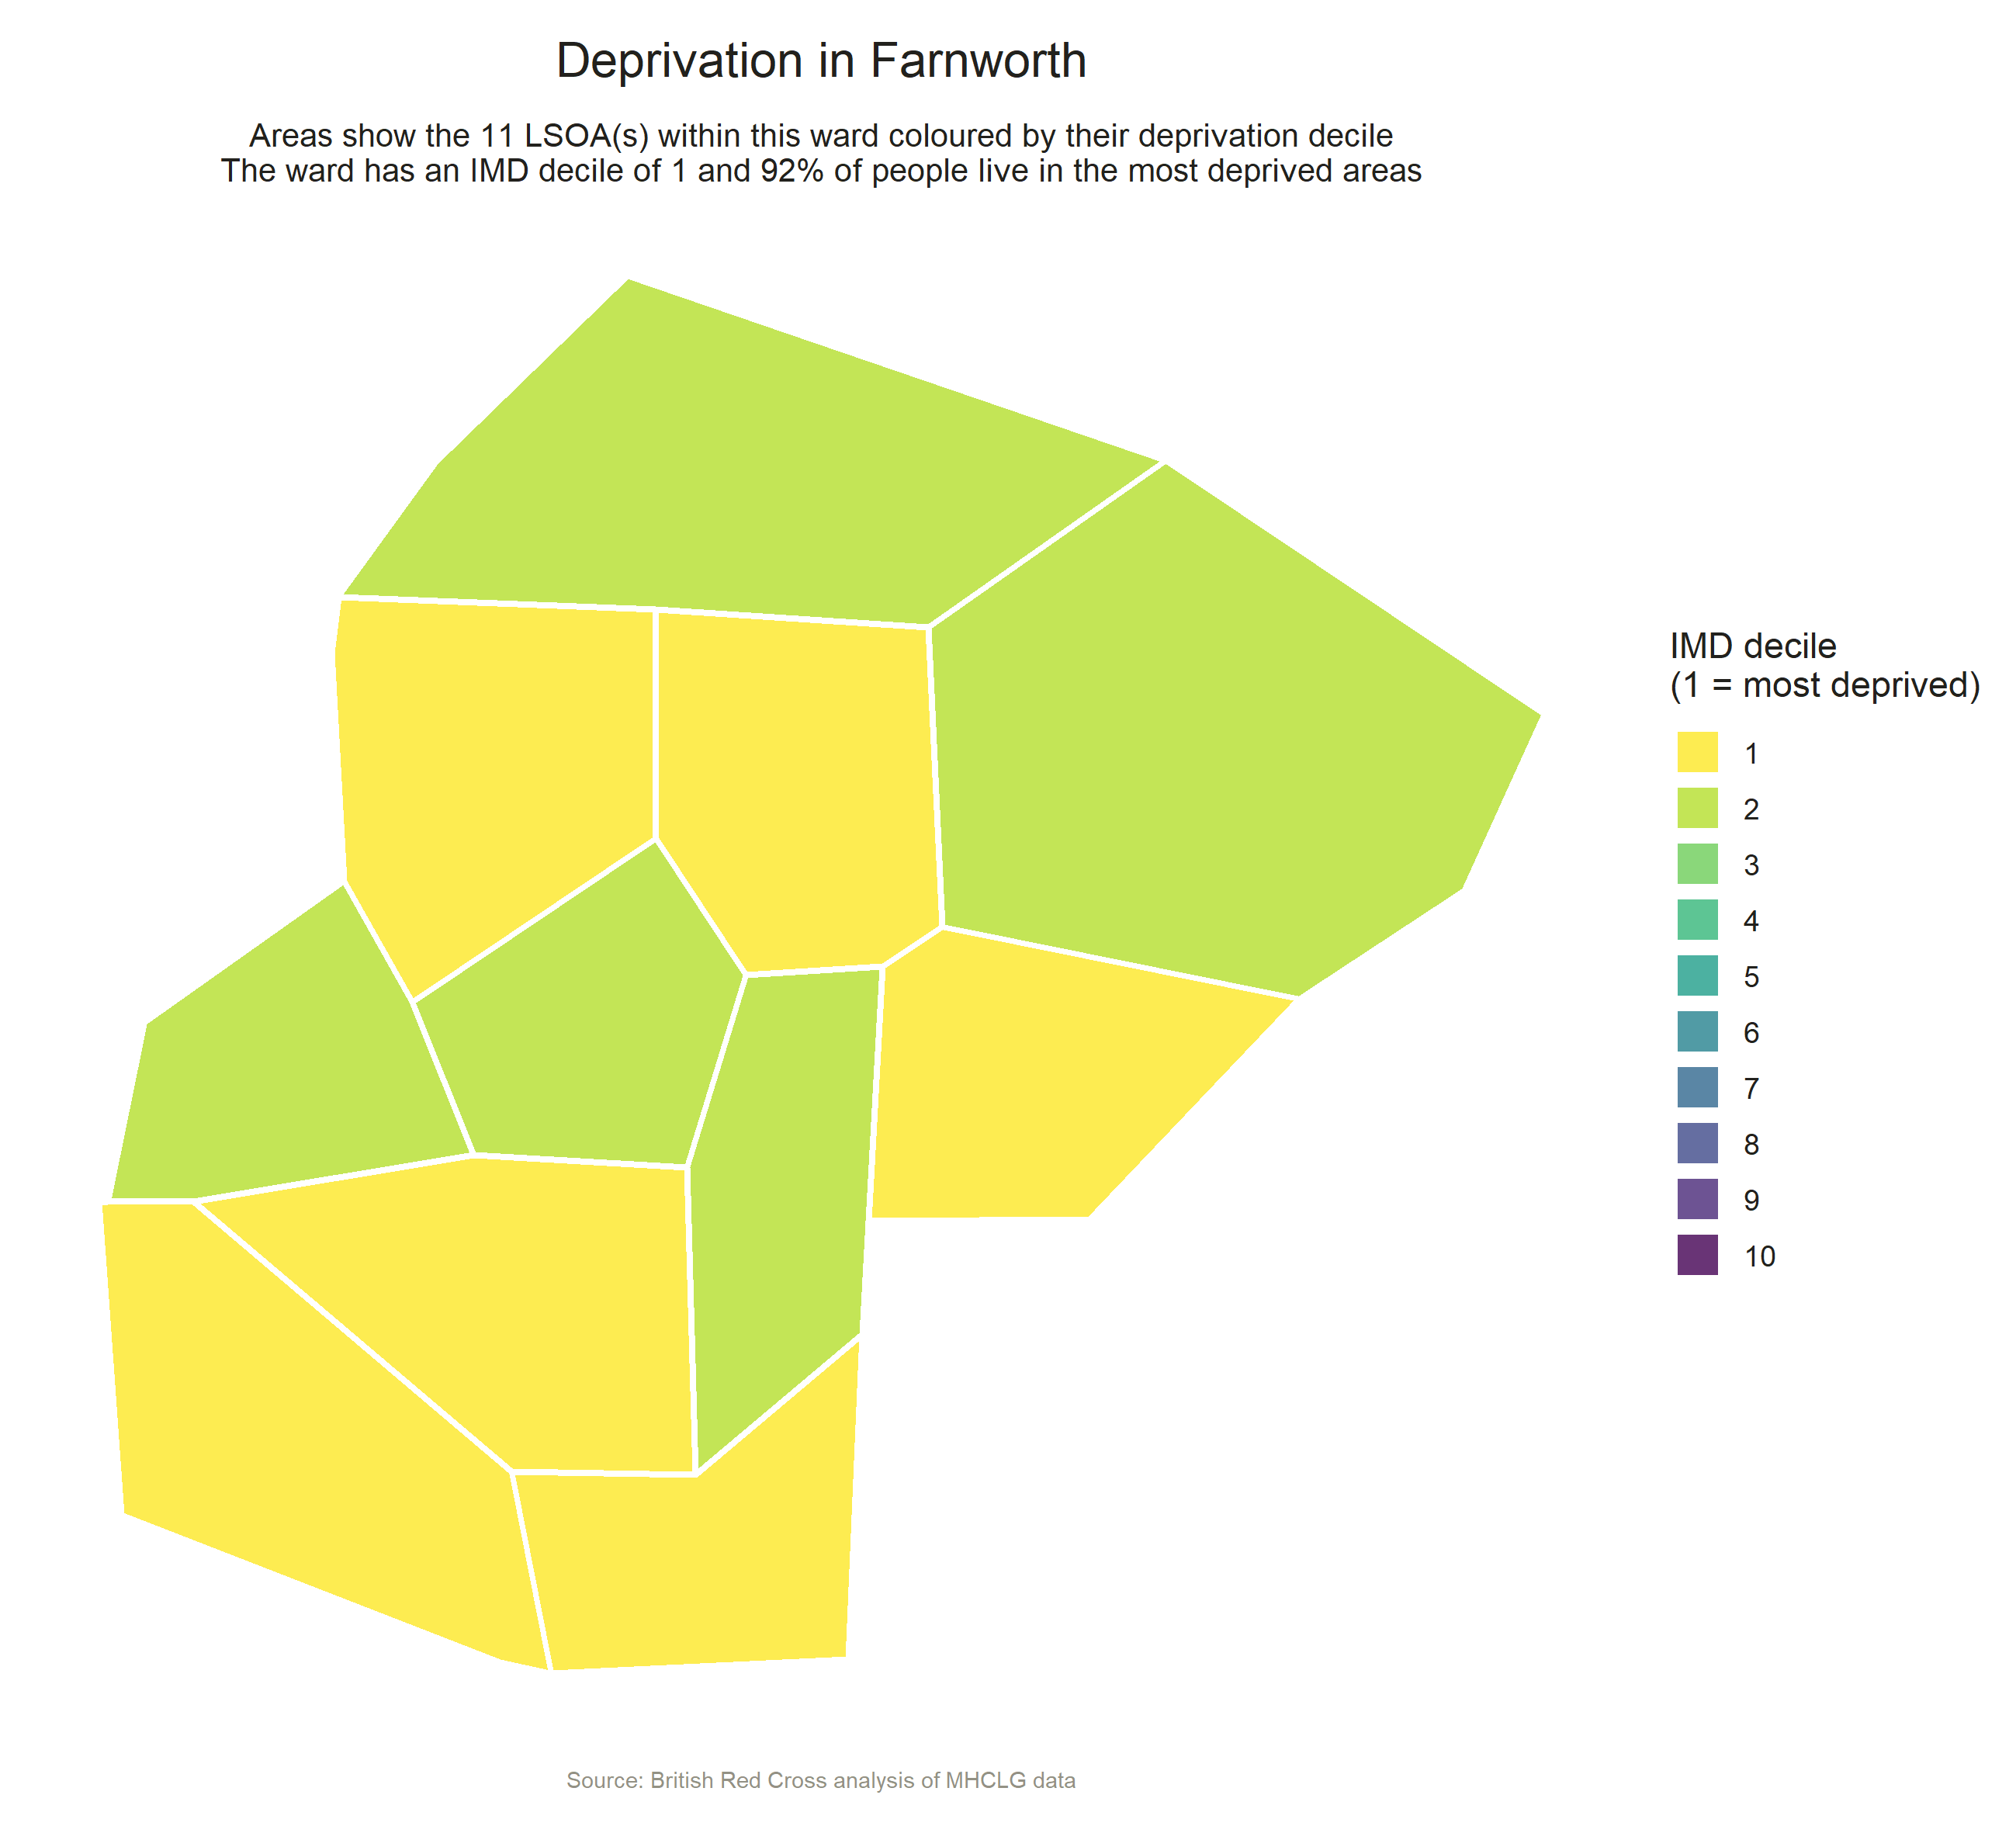 Deprivation in Farnworth
Areas show the 11 LSOA(s) within this ward coloured by their deprivation decile
The ward has an IMD decile of 1 and 92% of people live in the most deprived areas
IMD decile
(1 = most deprived)
1
2
3
4
5
6
7
8
9
10
Source: British Red Cross analysis of MHCLG data